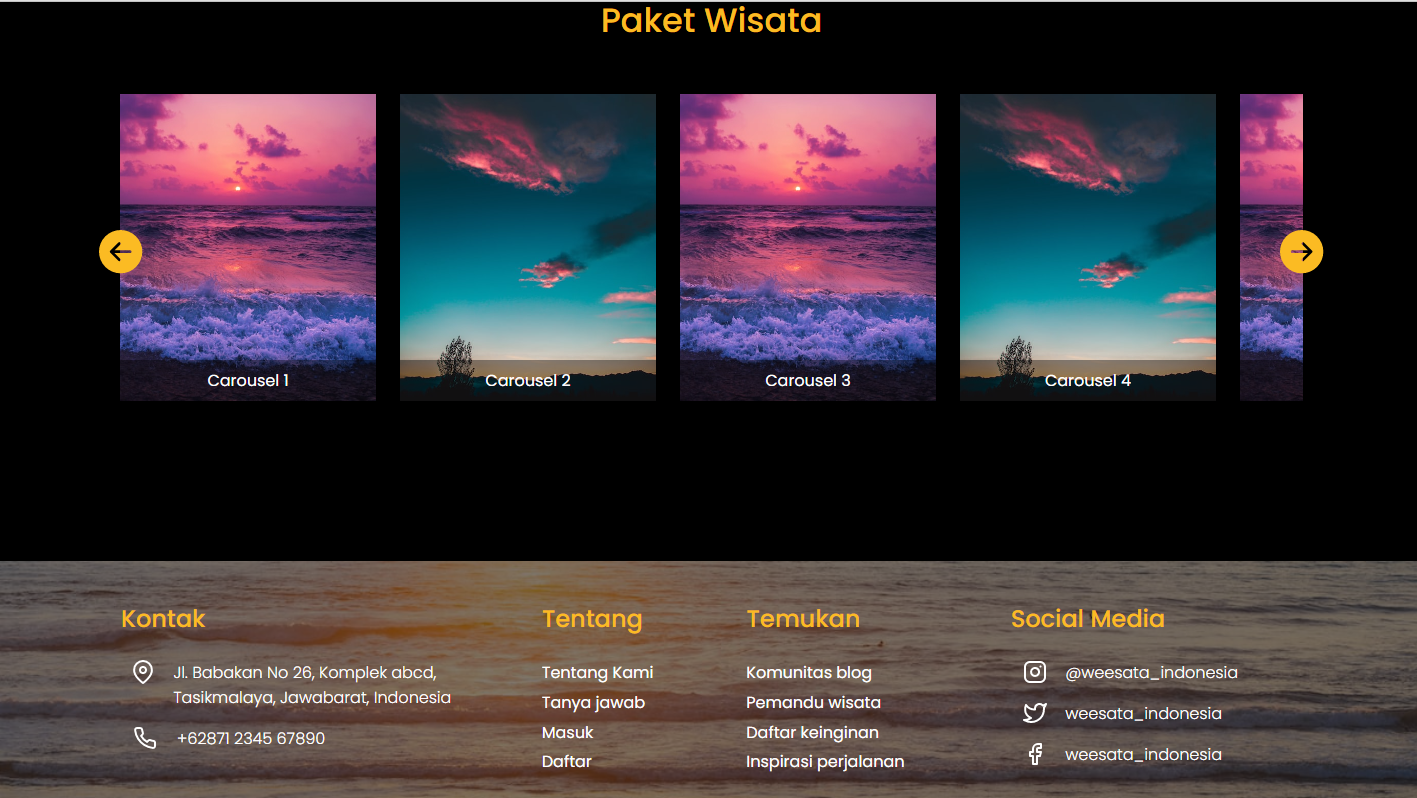 Paket Wisata
Carousel 1
Carousel 2
Carousel 3
Carousel 4
Kontak
Jl. Babakan No 26, Komplek abcd,
Tasikmalaya, Jawabarat, Indonesia
+62871 2345 67890
Tentang
Tentang Kami
Tanya jawab
Masuk
Daftar
Temukan
Komunitas blog
Pemandu wisata
Daftar keinginan
Inspirasi perjalanan
Social Media
@weesata_indonesia
weesata_indonesia
weesata_indonesia